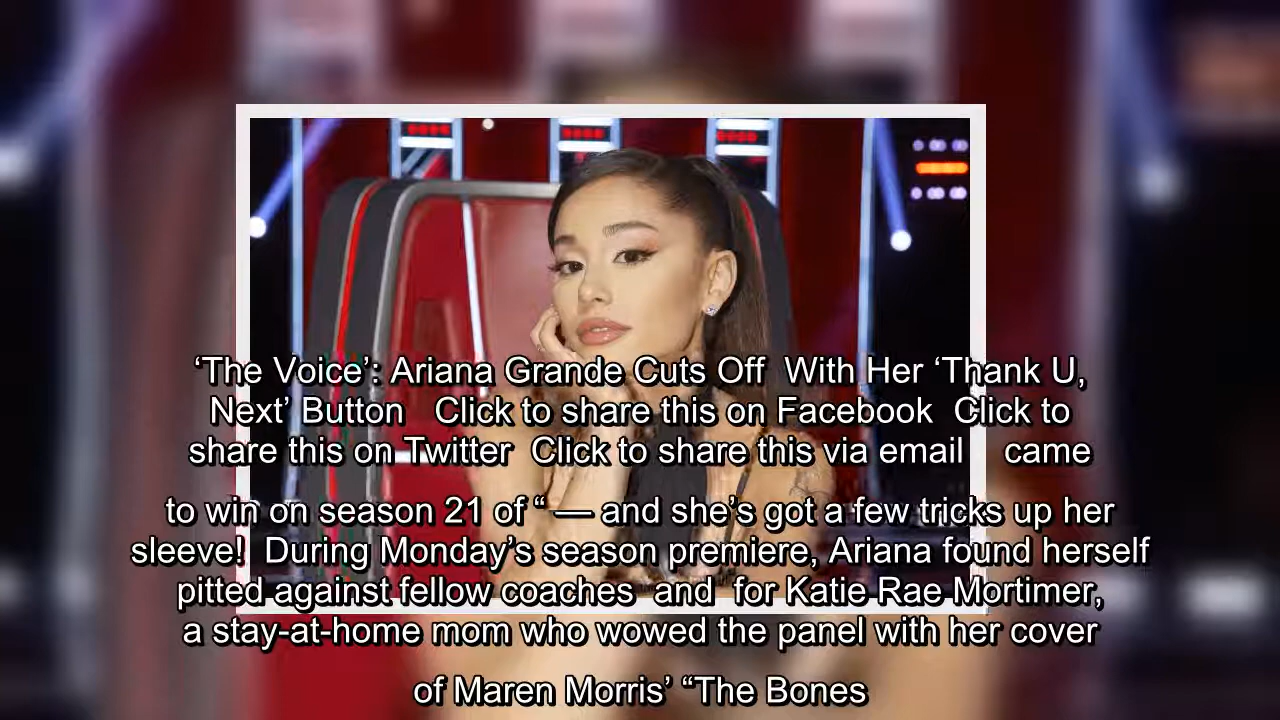 ‘The Voice’: Ariana Grande Cuts Off  With Her ‘Thank U,
Next’ Button   Click to share this on Facebook  Click to
share this on Twitter  Click to share this via email    came
to win on season 21 of “ — and she’s got a few tricks up her
sleeve!  During Monday’s season premiere, Ariana found herself
pitted against fellow coaches  and  for Katie Rae Mortimer,
a stay-at-home mom who wowed the panel with her cover
of Maren Morris’ “The Bones